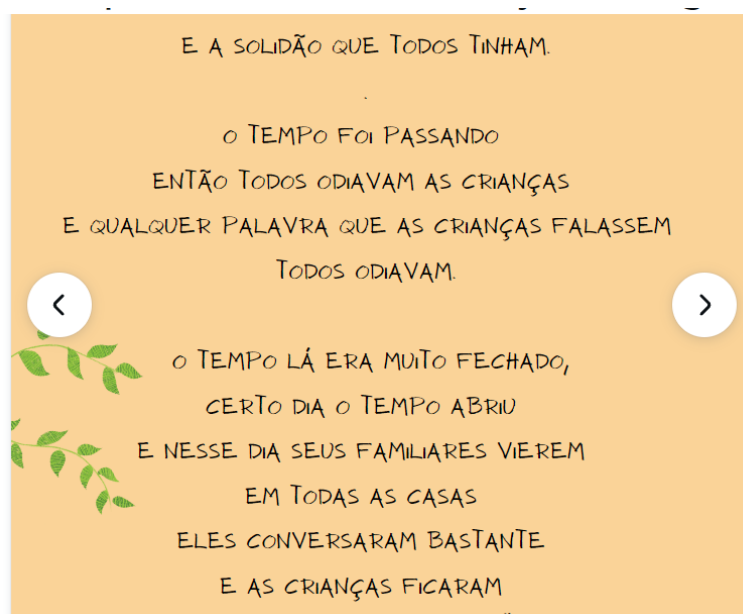 E A SOLIDÃO QUE TODOS TINHAM.
.
O TEMPO FOI PASSANDO
ENTÃO TODOS ODIAVAM AS CRIANÇAS
E QUALQUER PALAVRA QUE AS CRIANÇAS FALASSEM
TODOS ODIAVAM.
O TEMPO LÁ ERA MUITO FECHADO,
CERTO DIA O TEMPO ABRIU
E NESSE DIA SEUS FAMILIARES VIEREM
EM TODAS AS CASAS
ELES CONVERSARAM BASTANTE
E AS CRIANÇAS FICARAM